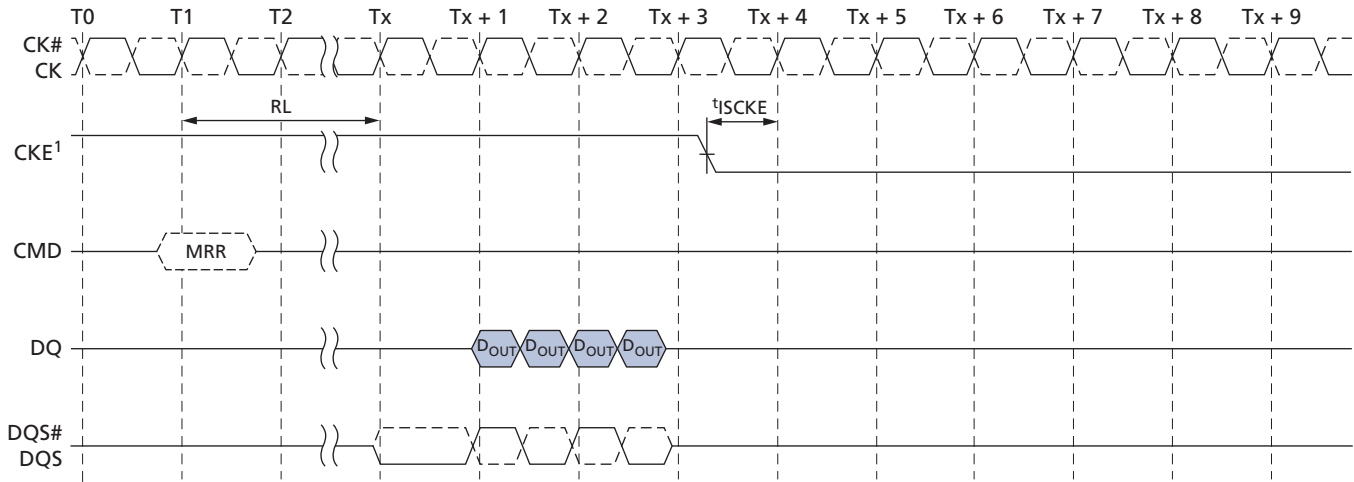 T0 T1 T2 Tx Tx + 1 Tx + 2 Tx + 3 Tx + 4 Tx + 5 Tx + 6 Tx + 7 Tx + 8 Tx + 9
CK#
CK
RL
tISCKE
CKE1
CMD
MRR
DQ
DOUT DOUT DOUT DOUT
DQS#
DQS